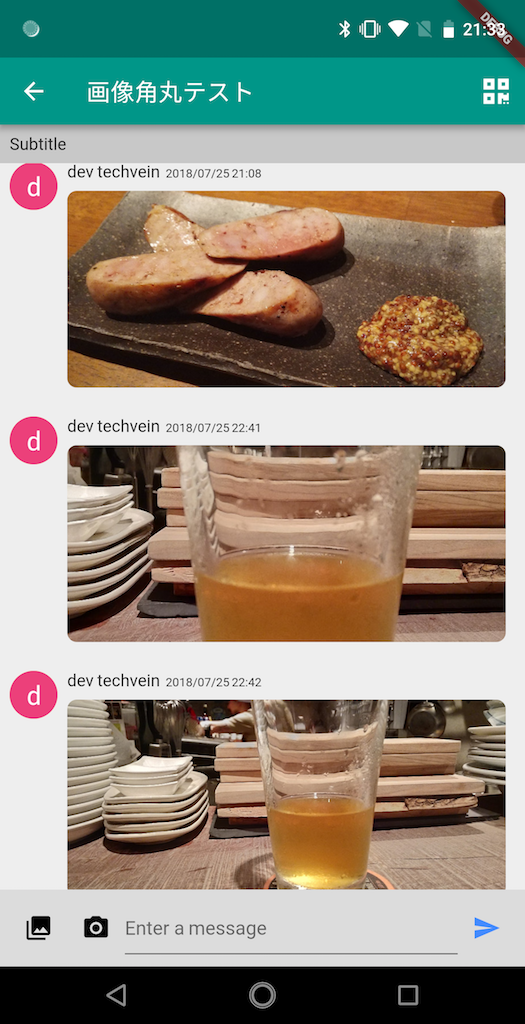 21:33
DEBUG
画像角丸テスト
Subtitle
d
dev techvein 2018/07/25 21:08
d
dev techvein 2018/07/25 22:41
d
dev techvein 2018/07/25 22:42
Enter a message